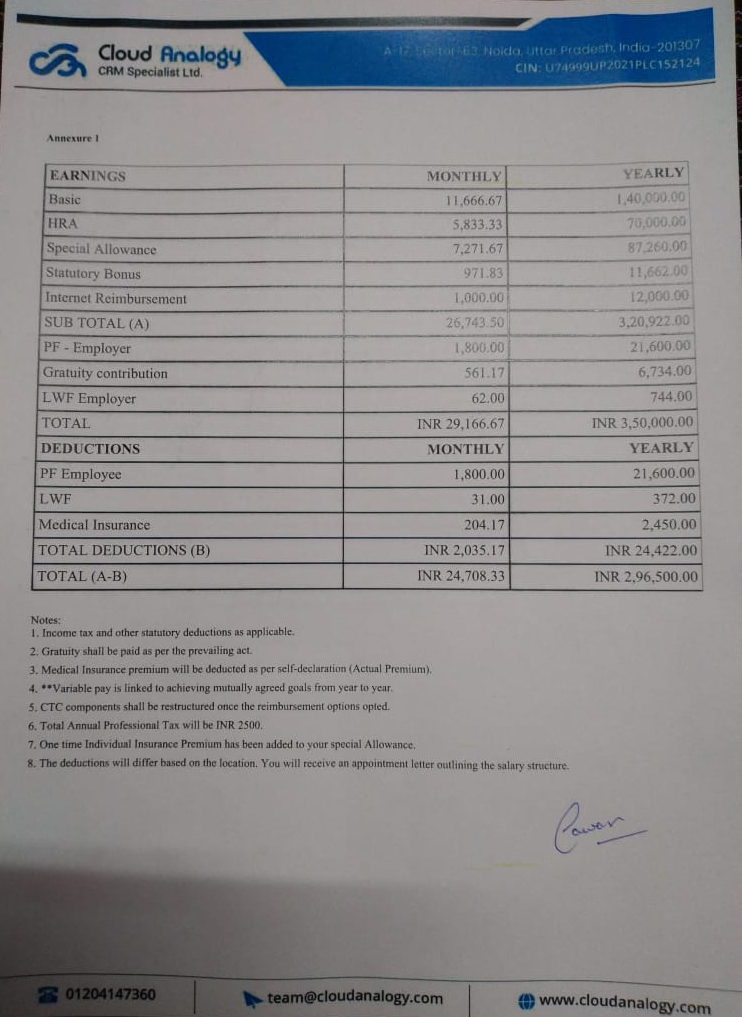 Cloud Analogy
CRM Specialist Ltd.
A-17, Sector-63, Noida, Uttar Pradesh, India-201307
CIN: U74999UP2021PLC152124
Annexure 1
EARNINGS MONTHLY YEARLY
Basic 11,666.67 1,40,000.00
HRA 5,833.33 70,000.00
Special Allowance 7,271.67 87,260.00
Statutory Bonus 971.83 11,662.00
Internet Reimbursement 1,000.00 12,000.00
SUB TOTAL (A) 26,743.50 3,20,922.00
PF - Employer 1,800.00 21,600.00
Gratuity contribution 561.17 6,734.00
LWF Employer 62.00 744.00
TOTAL INR 29,166.67 INR 3,50,000.00
DEDUCTIONS MONTHLY YEARLY
PF Employee 1,800.00 21,600.00
LWF 31.00 372.00
Medical Insurance 204.17 2,450.00
TOTAL DEDUCTIONS (B) INR 2,035.17 INR 24,422.00
TOTAL (A-B) INR 24,708.33 INR 2,96,500.00
Notes:
1. Income tax and other statutory deductions as applicable.
2. Gratuity shall be paid as per the prevailing act.
3. Medical Insurance premium will be deducted as per self-declaration (Actual Premium).
4. **Variable pay is linked to achieving mutually agreed goals from year to year.
5. CTC components shall be restructured once the reimbursement options opted.
6. Total Annual Professional Tax will be INR 2500.
7. One time Individual Insurance Premium has been added to your special Allowance.
8. The deductions will differ based on the location. You will receive an appointment letter outlining the salary structure.
Pawan
01204147360
team@cloudanalogy.com
www.cloudanalogy.com